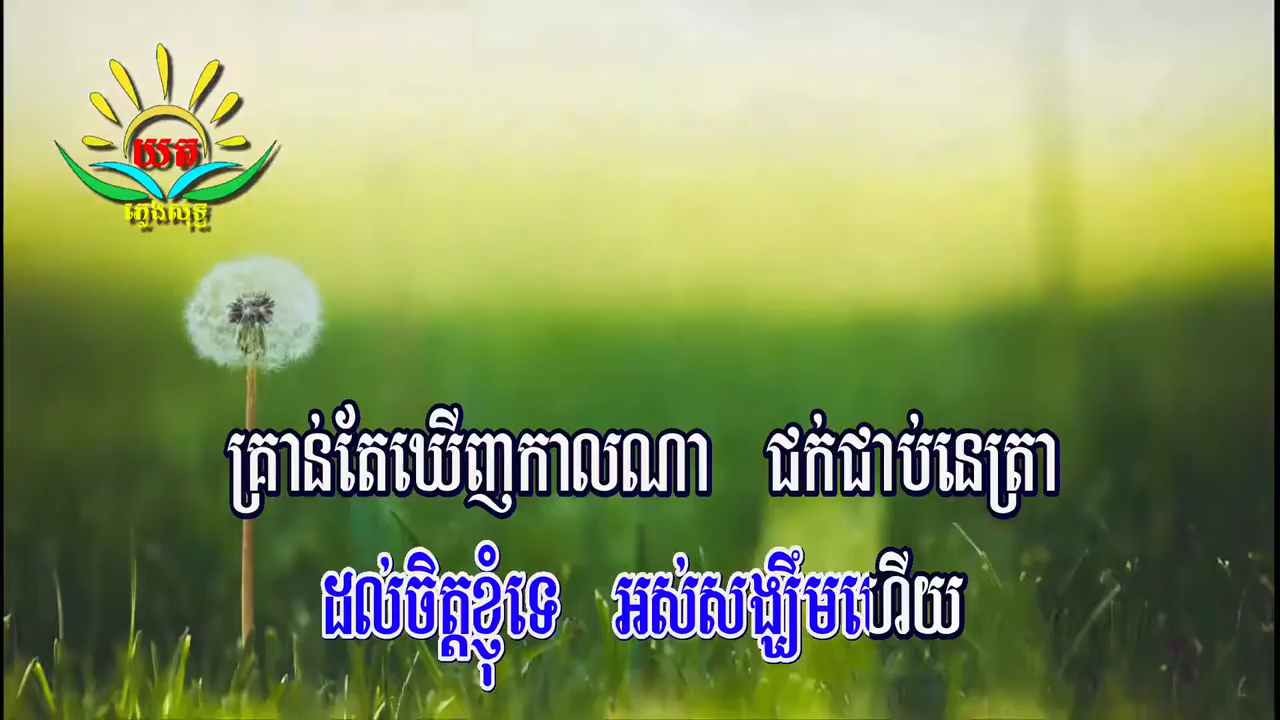 យុត
ភ្លេងសុទ្ធ
គ្រាន់តែឃើញកាលណា ជក់ជាប់នេត្រា
ដល់ចិត្តខ្ញុំទេ អស់សង្ឃឹមហើយ